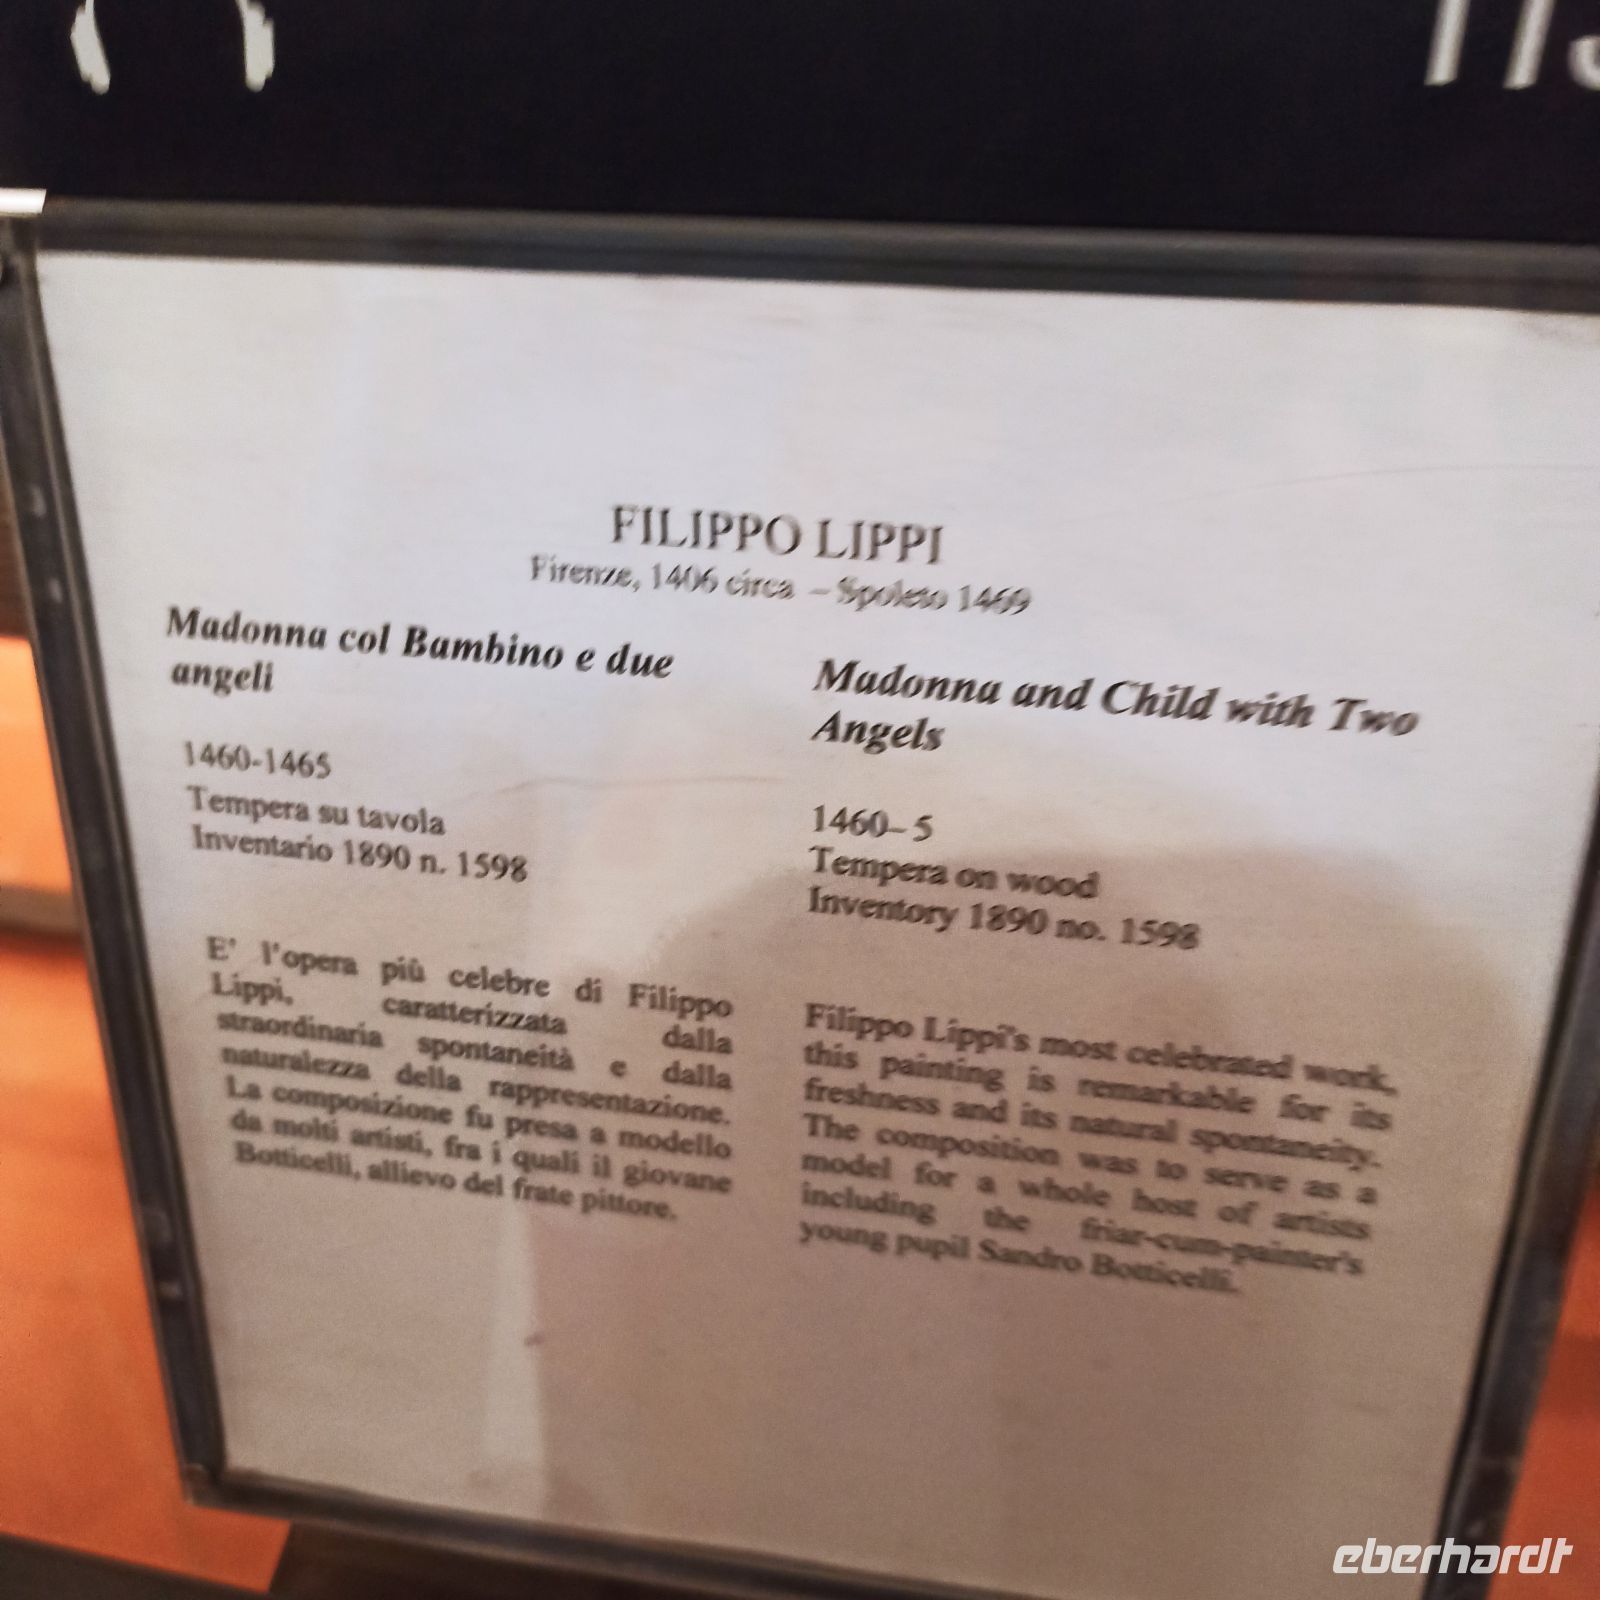 FILIPPO LIPPI
Firenze, 1406 circa – Spoleto 1469
Madonna col Bambino e due
angeli
1460-1465
Tempera su tavola
Inventario 1890 n. 1598
E' l'opera più celebre di Filippo
Lippi, caratterizzata dalla
straordinaria spontaneità e dalla
naturalezza della rappresentazione.
La composizione fu presa a modello
da molti artisti, fra i quali il giovane
Botticelli, allievo del frate pittore.
Madonna and Child with Two
Angels
1460– 5
Tempera on wood
Inventory 1890 no. 1598
Filippo Lippi's most celebrated work,
this painting is remarkable for its
freshness and its natural spontaneity.
The composition was to serve as a
model for a whole host of artists
including the friar-cum-painter's
young pupil Sandro Botticelli.
eberhardt